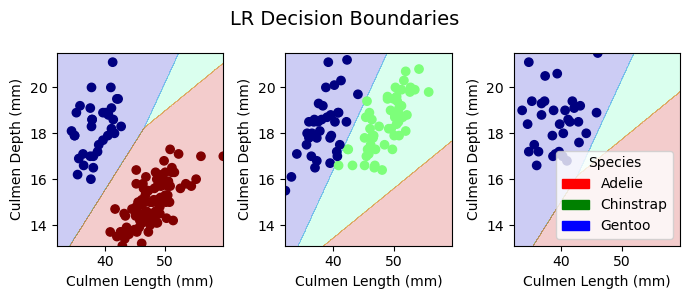 LR Decision Boundaries
Culmen Depth (mm)
20
18
16
14
40
50
Culmen Length (mm)
Culmen Depth (mm)
20
18
16
14
40
50
Culmen Length (mm)
Culmen Depth (mm)
20
18
16
14
Species
Adelie
Chinstrap
Gentoo
40
50
Culmen Length (mm)